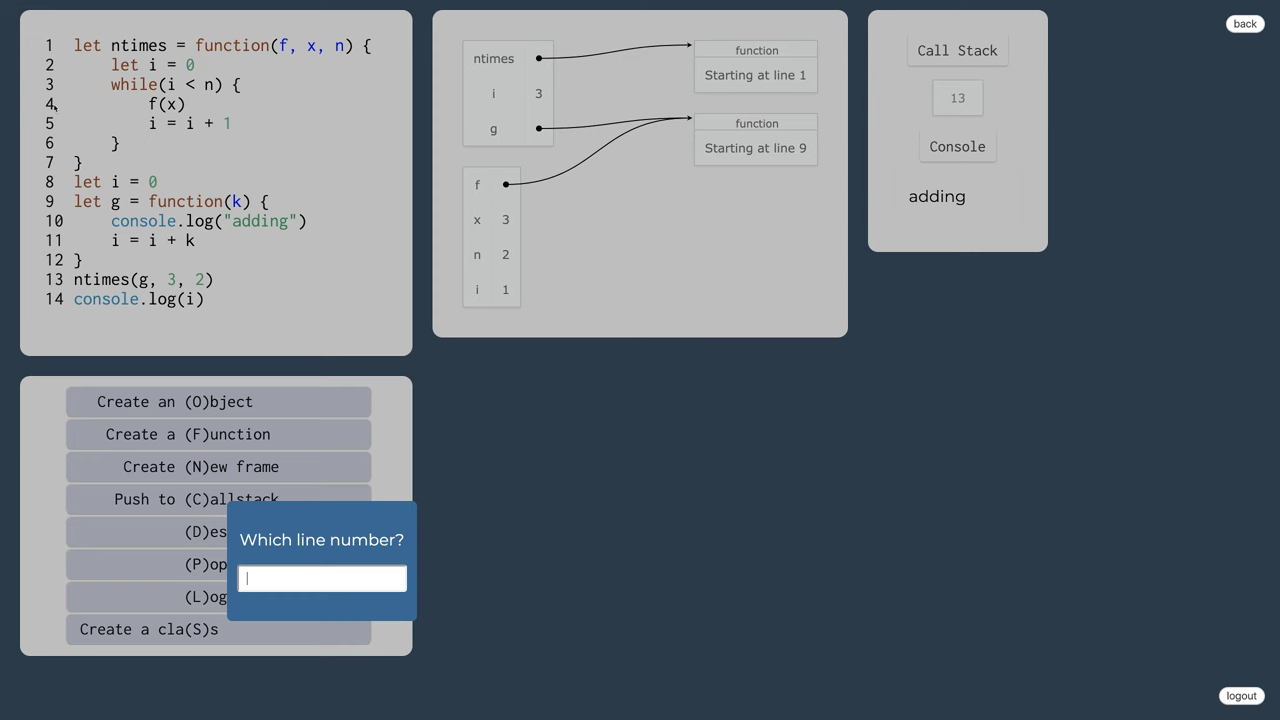 1 let ntimes = function(f, x, n) {
2 let i = 0
3 while(i < n) {
4 f(x)
5 i = i + 1
6 }
7 }
8 let i = 0
9 let g = function(k) {
10 console.log("adding")
11 i = i + k
12 }
13 ntimes(g, 3, 2)
14 console.log(i)
ntimes
i 3
g
function
Starting at line 1
function
Starting at line 9
f
x 3
n 2
i 1
Call Stack
13
Console
adding
back
Create an (O)bject
Create a (F)unction
Create (N)ew frame
Push to (C)allstack
(D)es
(P)op
(L)og
Create a cla(S)s
Which line number?
logout